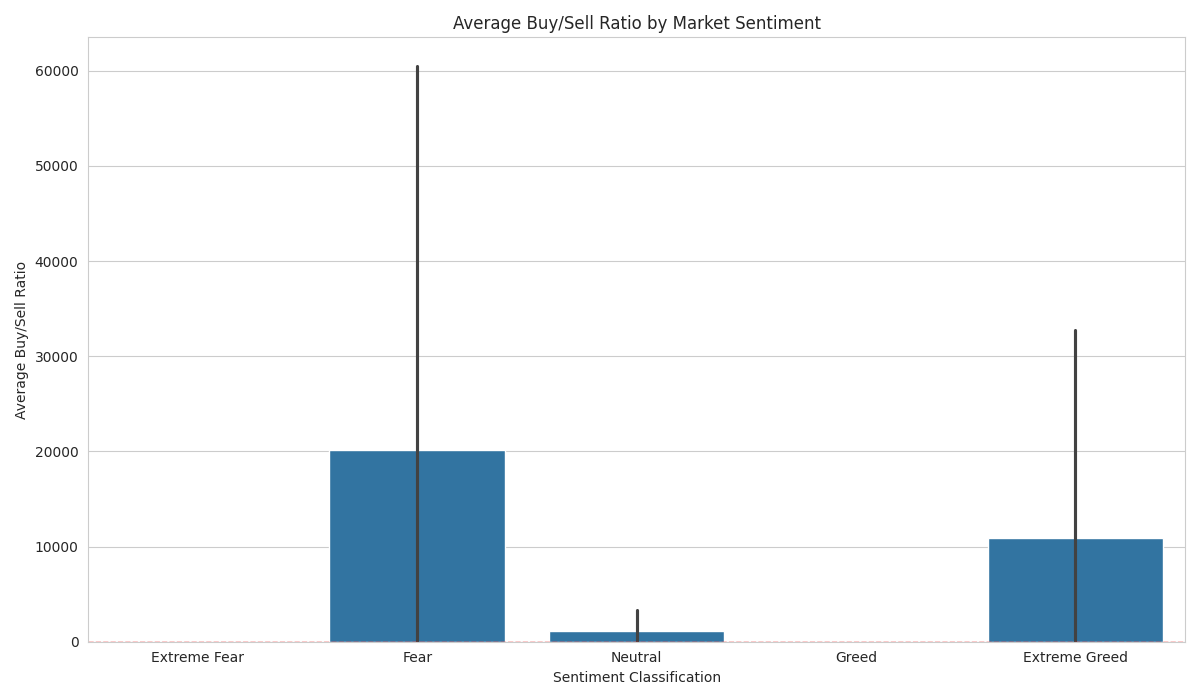 Average Buy/Sell Ratio by Market Sentiment
60000
50000
40000
30000
20000
10000
0
Average Buy/Sell Ratio
Extreme Fear
Fear
Neutral
Greed
Extreme Greed
Sentiment Classification